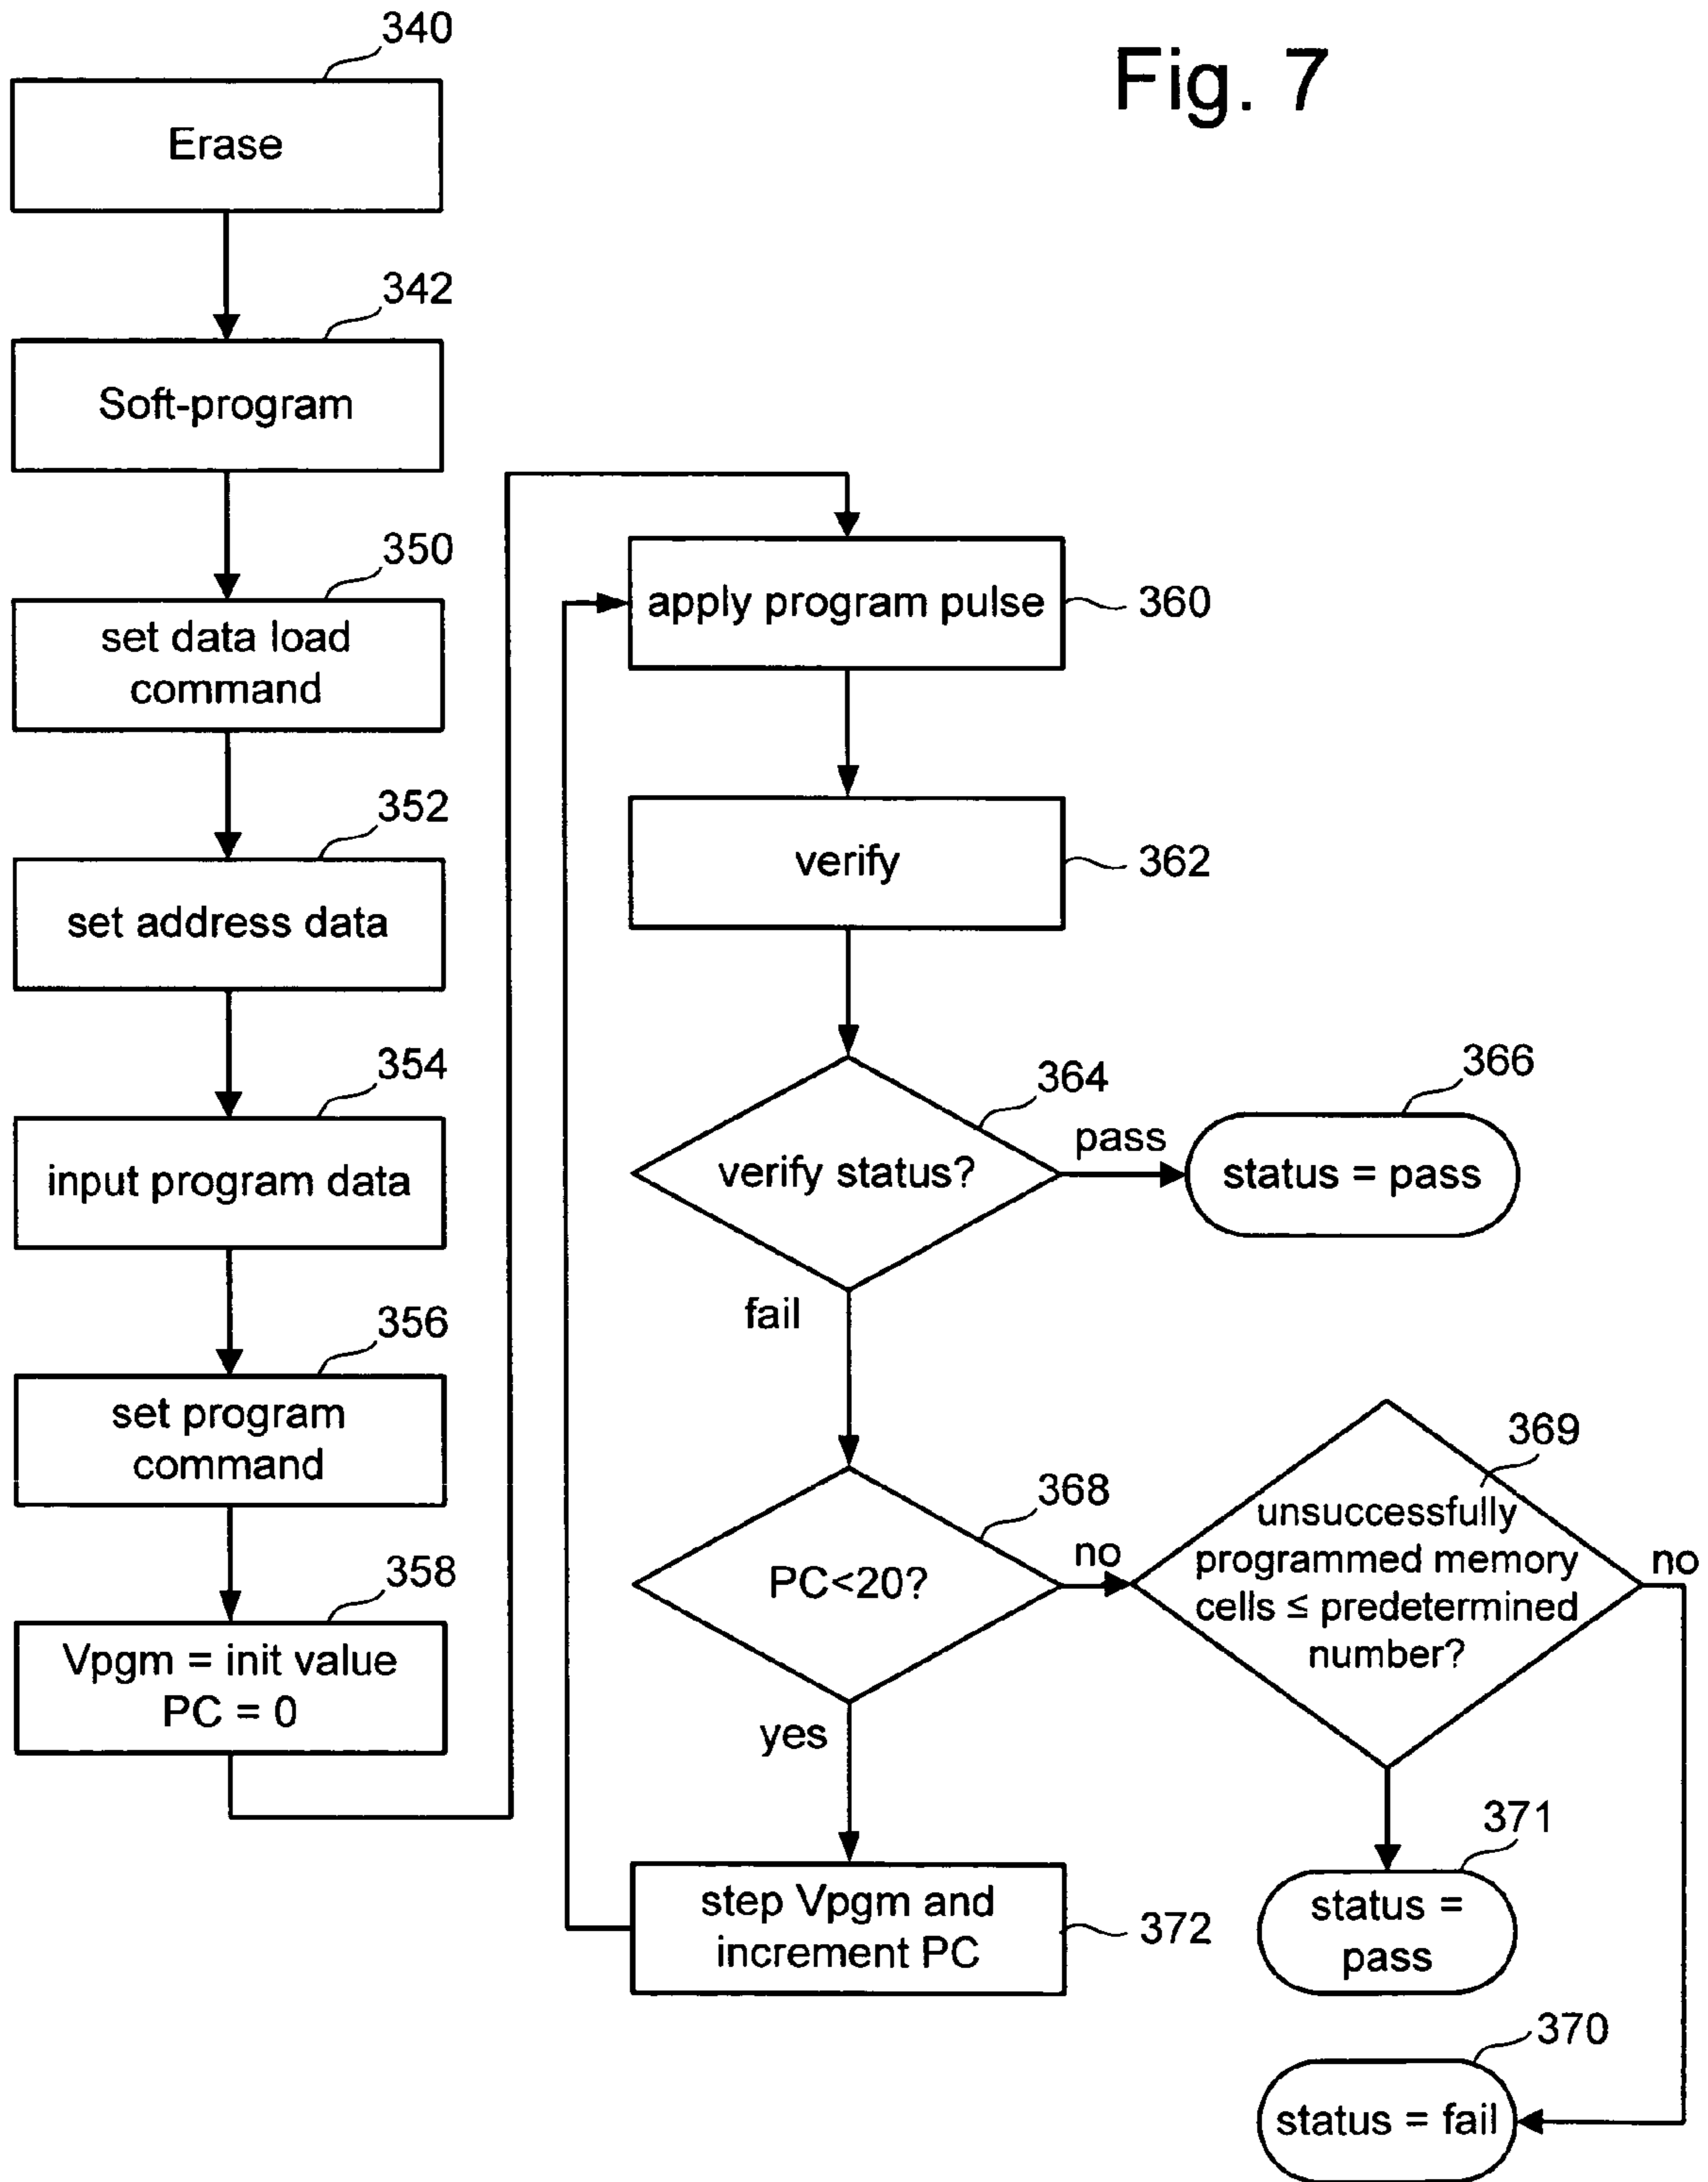 Fig. 7
340
Erase
342
Soft-program
350
set data load
command
352
set address data
354
input program data
356
set program
command
358
Vpgm = init value
PC = 0
apply program pulse
360
verify
362
364
verify status?
pass
366
status = pass
fail
368
PC<20?
no
369
unsuccessfully
programmed memory
cells ≤ predetermined
number?
no
yes
371
status =
pass
step Vpgm and
increment PC
372
370
status = fail